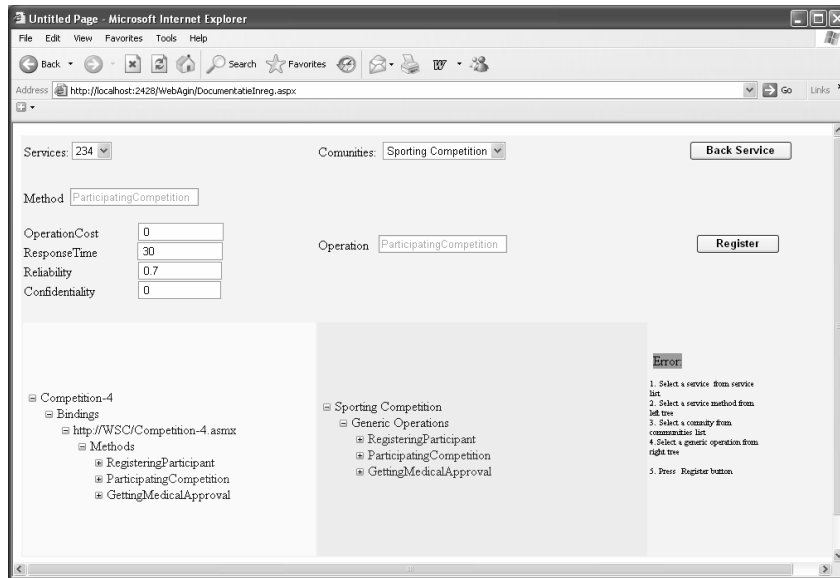 Untitled Page - Microsoft Internet Explorer
File Edit View Favorites Tools Help
Back Search Favorites
Address http://localhost:2428/WebAgin/DocumentatieInreg.aspx Go Links
Services: 234 Comunities: Sporting Competition Back Service
Method ParticipatingCompetition
OperationCost 0
ResponseTime 30
Operation ParticipatingCompetition Register
Reliability 0.7
Confidentiality 0
Error:
1. Select a service from service
list
2. Select a service method from
left tree
3. Select a comnity from
communities list
4.Select a generic operation from
right tree
5. Press Register button
Competition-4
Bindings
http://WSC/Competition-4.asmx
Methods
RegisteringParticipant
ParticipatingCompetition
GettingMedicalApproval
Sporting Competition
Generic Operations
RegisteringParticipant
ParticipatingCompetition
GettingMedicalApproval